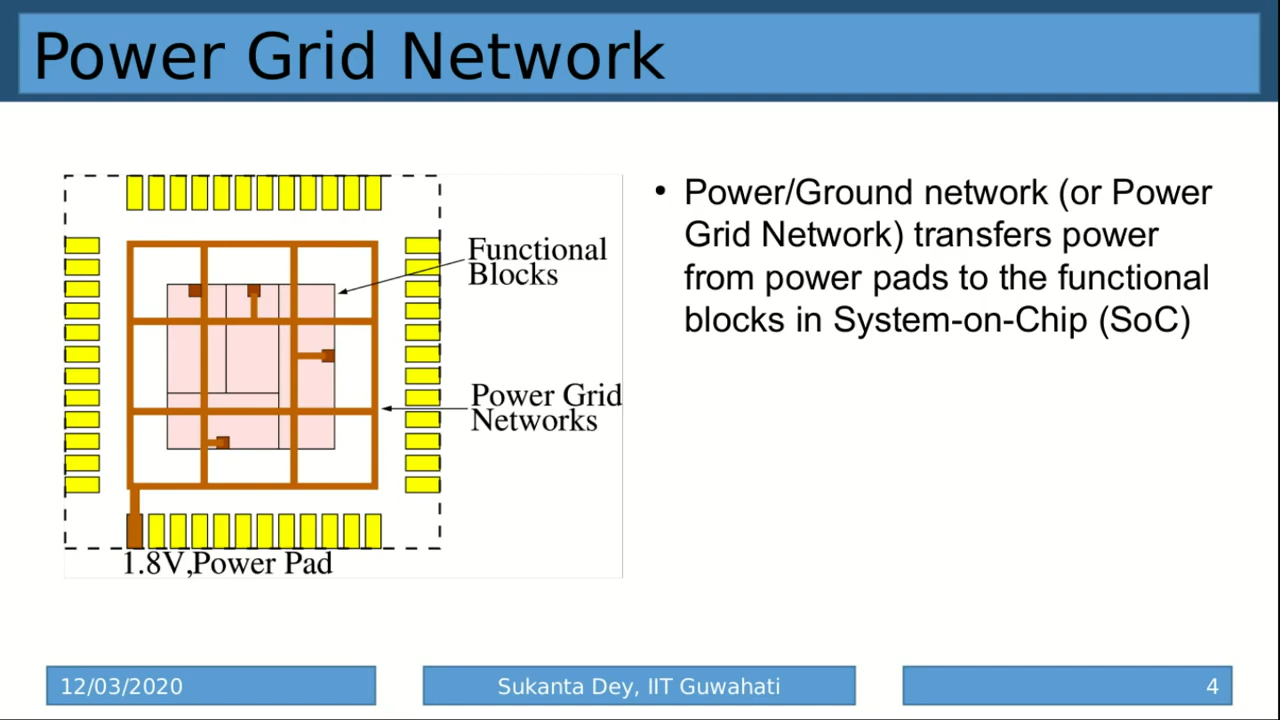 Power Grid Network
Functional
Blocks
Power Grid
Networks
1.8V,Power Pad
• Power/Ground network (or Power
Grid Network) transfers power
from power pads to the functional
blocks in System-on-Chip (SoC)
12/03/2020
Sukanta Dey, IIT Guwahati
4